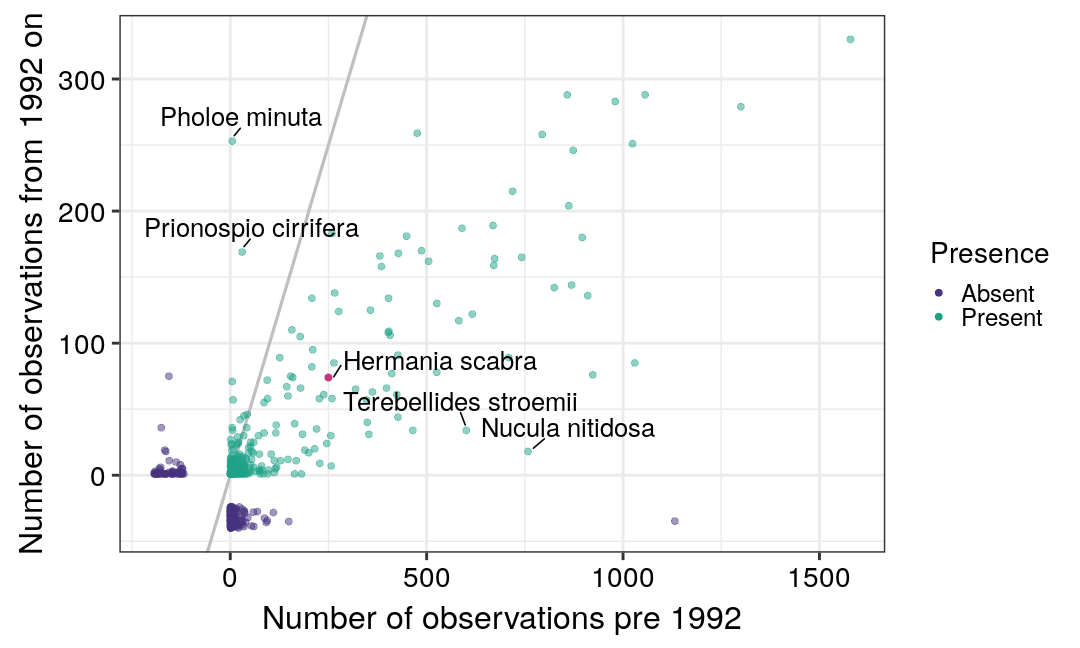 Number of observations from 1992 on
300
200
100
0
Pholoe minuta
Prionospio cirrifera
Hermania scabra
Terebellides stroemii
Nucula nitidosa
0 500 1000 1500
Number of observations pre 1992
Presence
Absent
Present